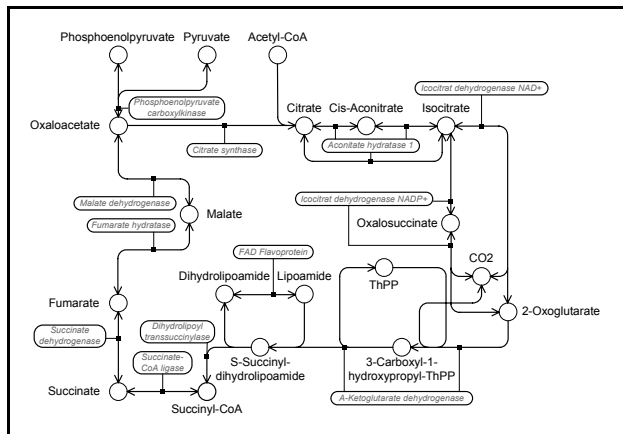 Phosphoenolpyruvate
Pyruvate
Acetyl-CoA
Icocitrat dehydrogenase NAD+
Phosphoenolpyruvate
carboxylkinase
Citrate
Cis-Aconitrate
Isocitrate
Oxaloacetate
Citrate synthase
Aconitate hydratase 1
Malate dehydrogenase
Icocitrat dehydrogenase NADP+
Malate
Oxalosuccinate
Fumarate hydratase
FAD Flavoprotein
CO2
Dihydrolipoamide
Lipoamide
ThPP
Fumarate
2-Oxoglutarate
Succinate
dehydrogenase
Dihydrolipoyl
transsuccinylase
Succinate-
CoA ligase
S-Succinyl-
dihydrolipoamide
3-Carboxyl-1-
hydroxypropyl-ThPP
Succinate
Succinyl-CoA
A-Ketoglutarate dehydrogenase